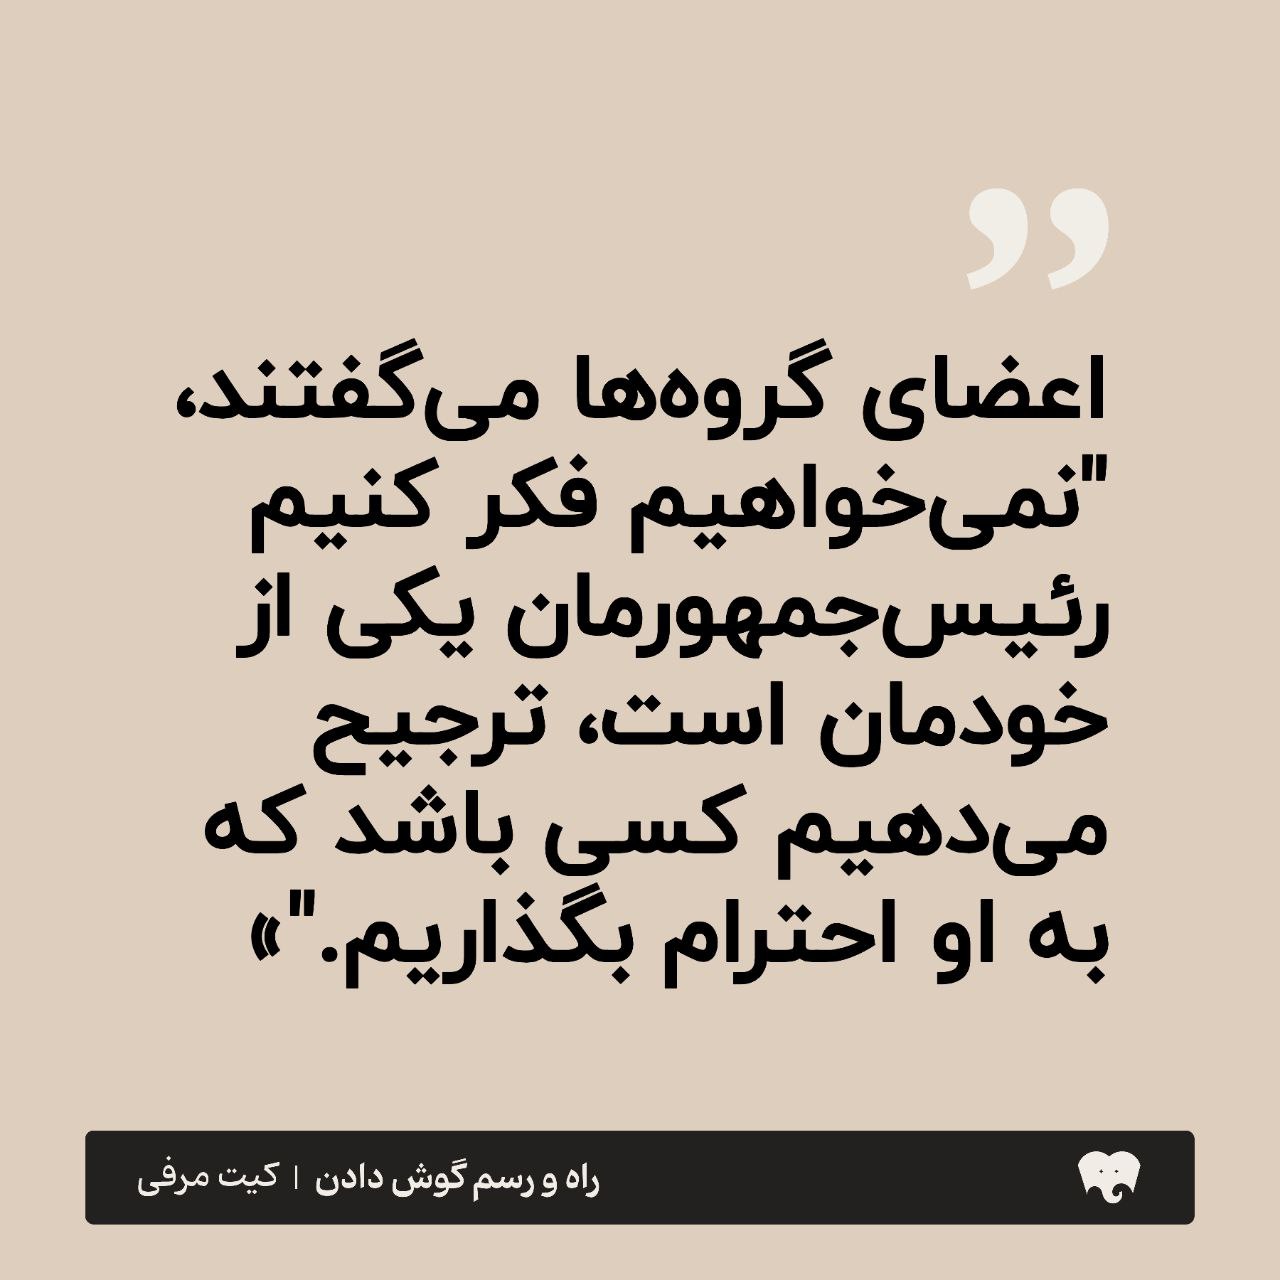 ”
اعضای گروه‌ها می‌گفتند،
"نمی‌خواهیم فکر کنیم
رئیس‌جمهورمان یکی از
خودمان است، ترجیح
می‌دهیم کسی باشد که
به او احترام بگذاریم."»
راه و رسم گوش دادن | کیت مرفی